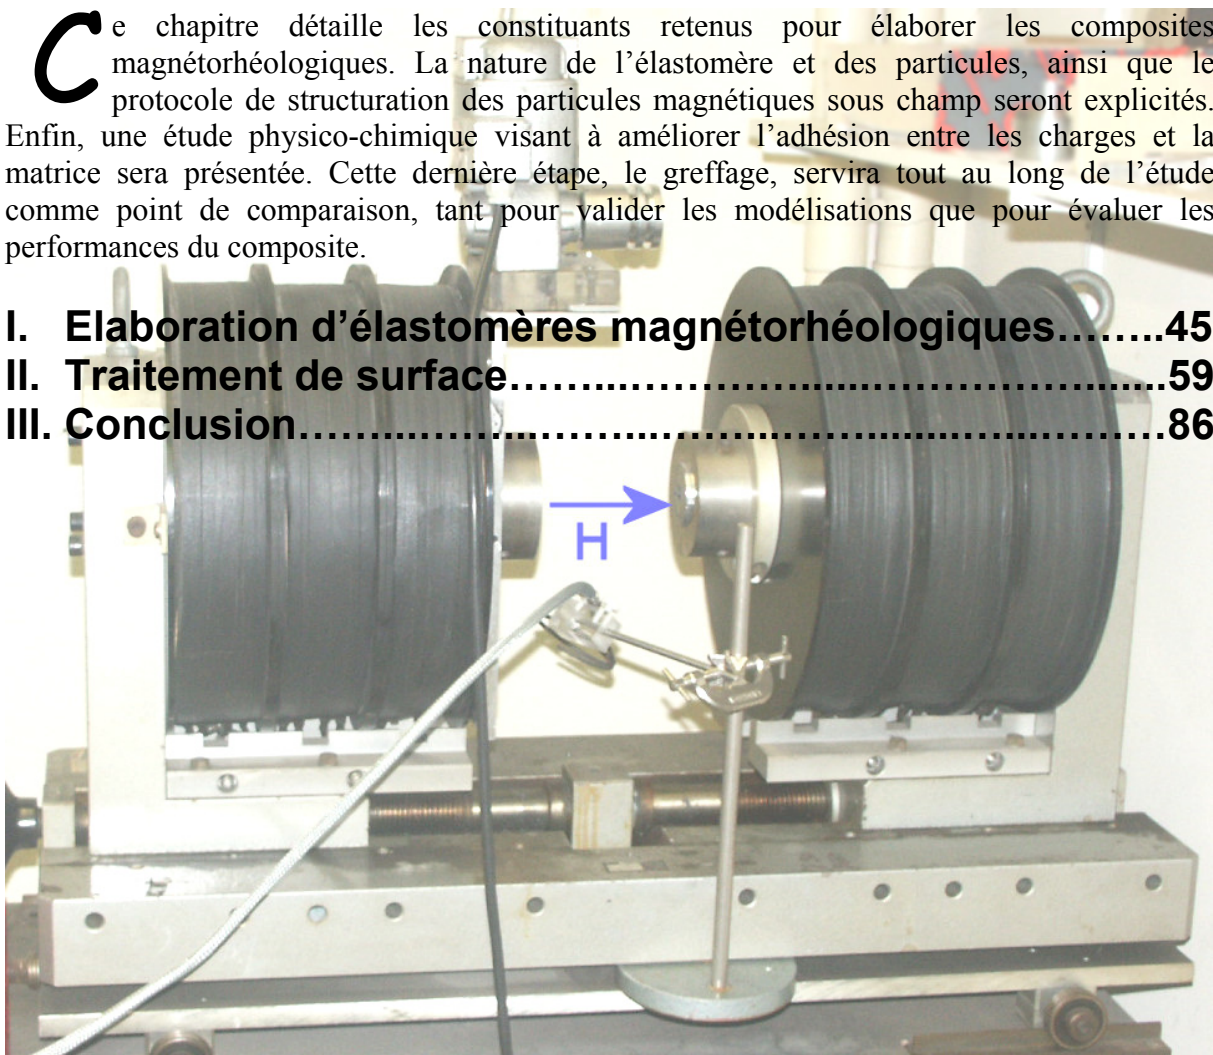 Ce chapitre détaille les constituants retenus pour élaborer les composites
magnétorhéologiques. La nature de l’élastomère et des particules, ainsi que le
protocole de structuration des particules magnétiques sous champ seront explicités.
Enfin, une étude physico-chimique visant à améliorer l’adhésion entre les charges et la
matrice sera présentée. Cette dernière étape, le greffage, servira tout au long de l’étude
comme point de comparaison, tant pour valider les modélisations que pour évaluer les
performances du composite.
I. Elaboration d’élastomères magnétorhéologiques……..45
II. Traitement de surface……...…………......…………….......59
III. Conclusion……....……...……...……...……........…...………86
H